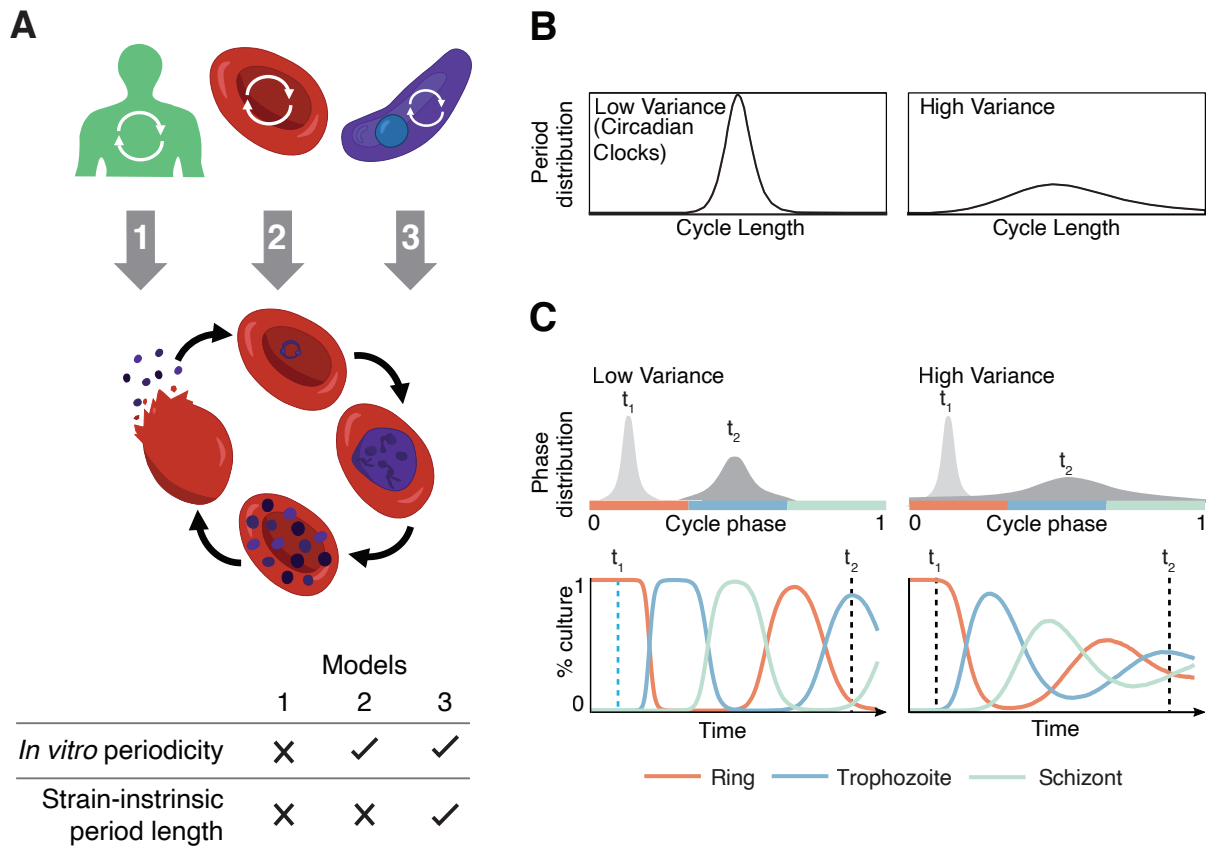 A
1
2
3
Models
1 2 3
In vitro periodicity
Strain-instrinsic
period length
B
Period
distribution
Low Variance
(Circadian
Clocks)
Cycle Length
High Variance
Cycle Length
C
Phase
distribution
Low Variance
t1
t2
0 Cycle phase 1
High Variance
t1
t2
0 Cycle phase 1
% culture
1
0
t1 t2
Time
t1 t2
Time
Ring Trophozoite Schizont